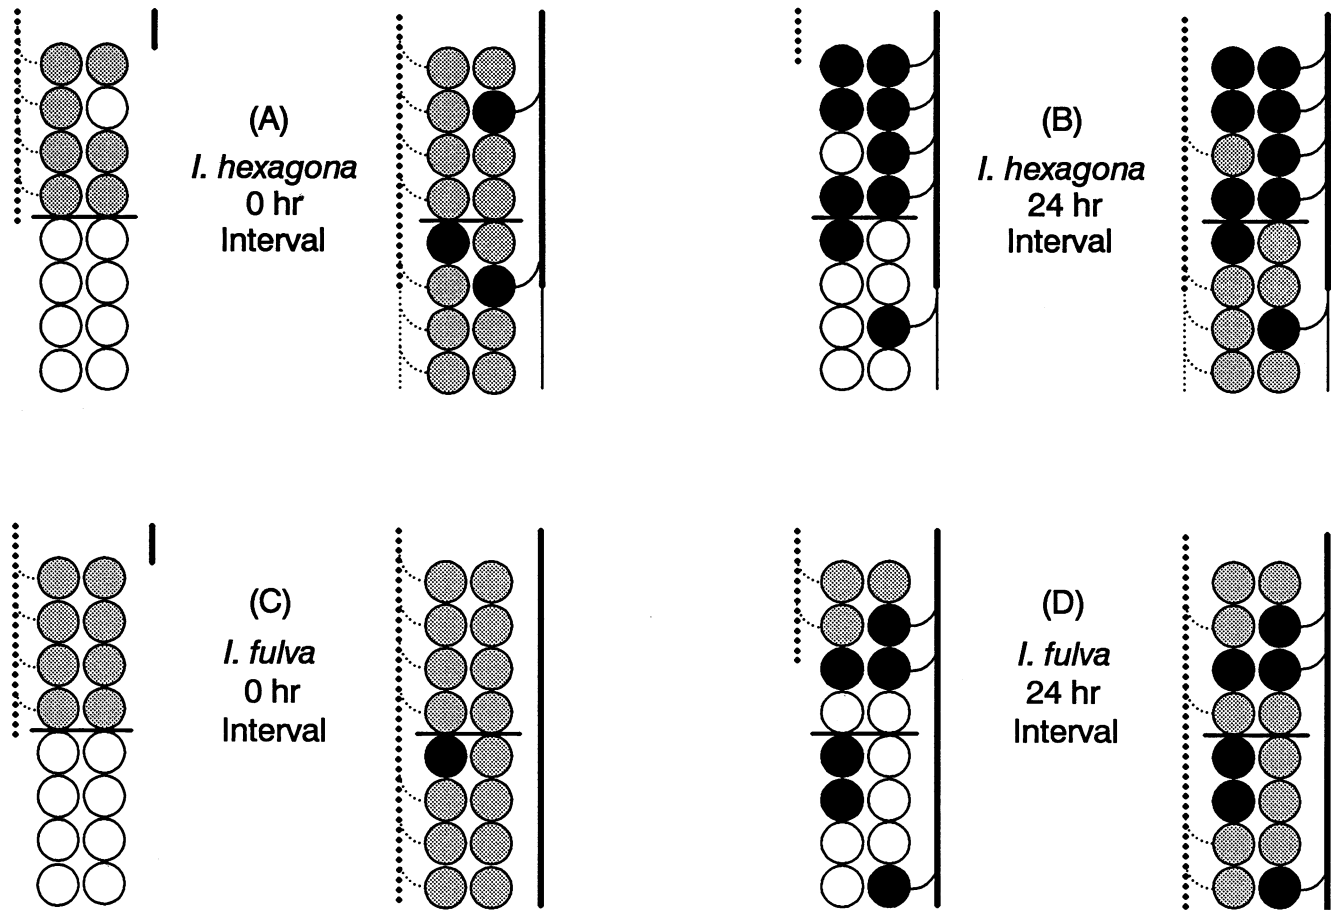 (A)
I. hexagona
0 hr
Interval
(B)
I. hexagona
24 hr
Interval
(C)
I. fulva
0 hr
Interval
(D)
I. fulva
24 hr
Interval